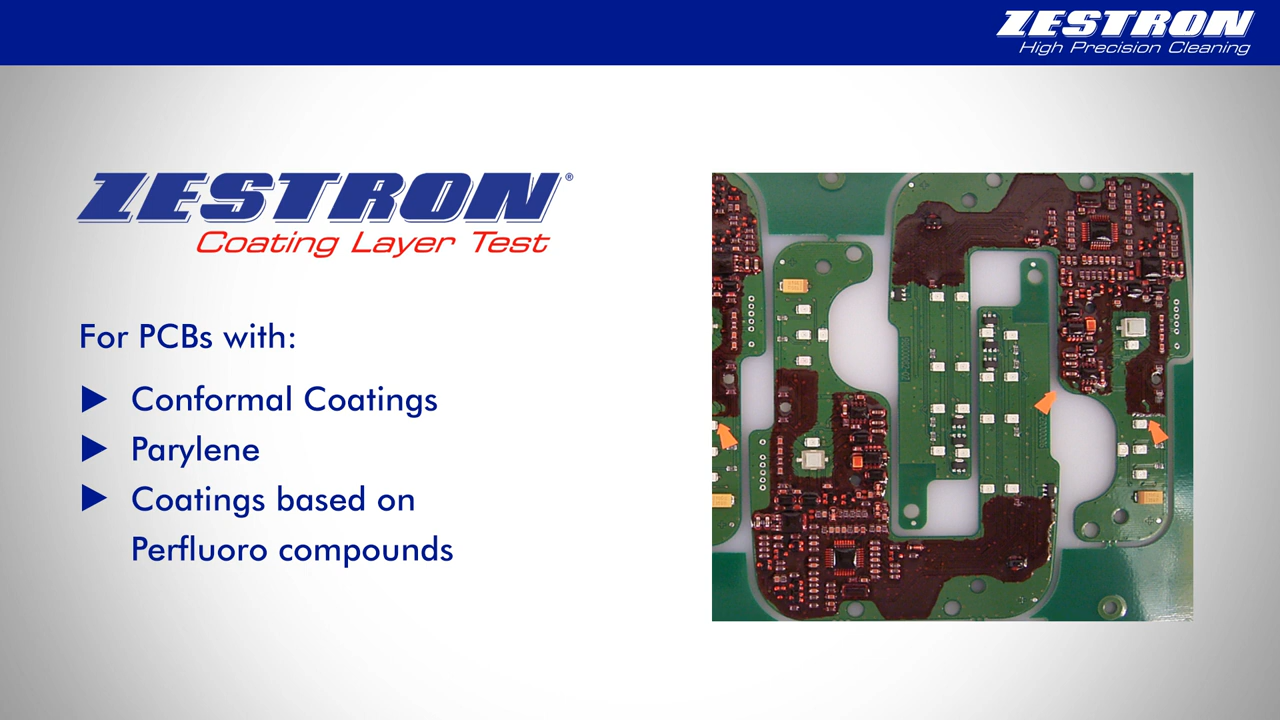 ZESTRON
High Precision Cleaning
ZESTRON®
Coating Layer Test
For PCBs with:
Conformal Coatings
Parylene
Coatings based on
Perfluoro compounds